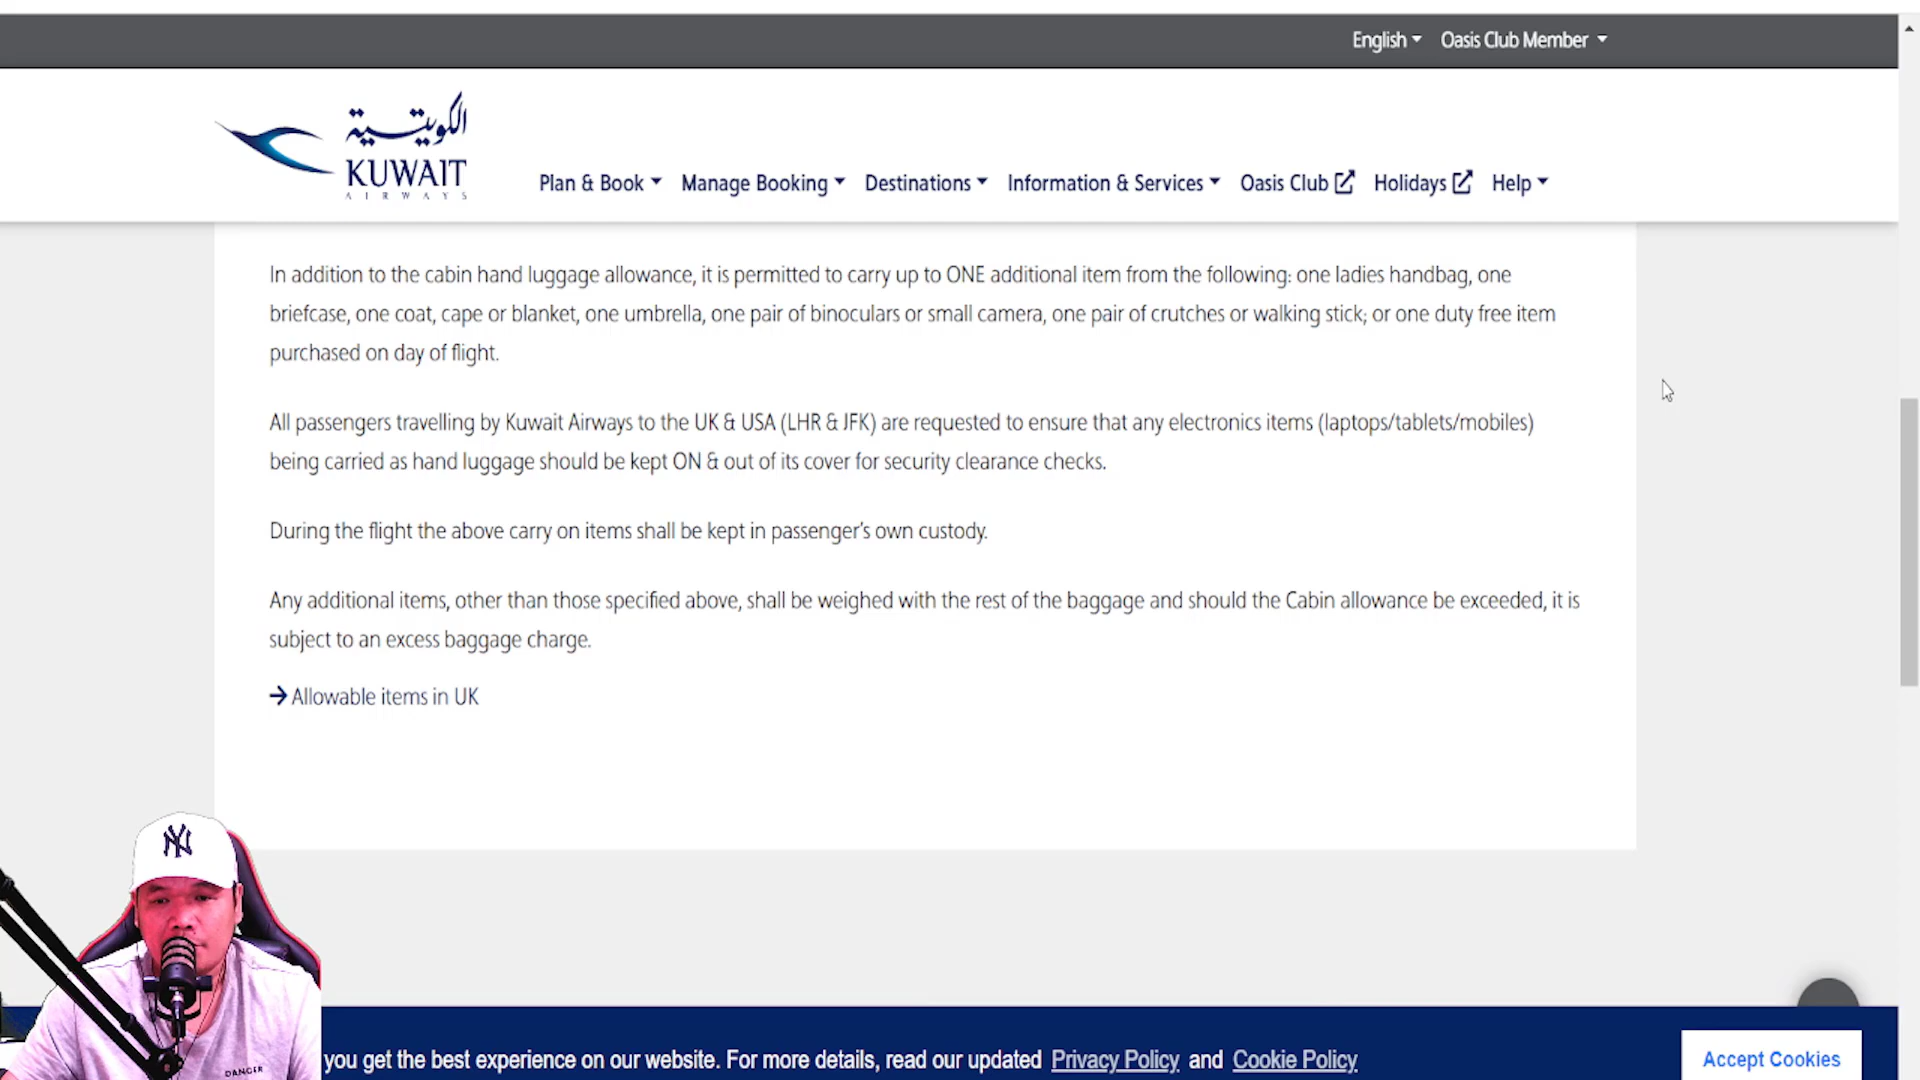 English
Oasis Club Member
الكويتية
KUWAIT
AIRWAYS
Plan & Book
Manage Booking
Destinations
Information & Services
Oasis Club
Holidays
Help
In addition to the cabin hand luggage allowance, it is permitted to carry up to ONE additional item from the following: one ladies handbag, one
briefcase, one coat, cape or blanket, one umbrella, one pair of binoculars or small camera, one pair of crutches or walking stick; or one duty free item
purchased on day of flight.
All passengers travelling by Kuwait Airways to the UK & USA (LHR & JFK) are requested to ensure that any electronics items (laptops/tablets/mobiles)
being carried as hand luggage should be kept ON & out of its cover for security clearance checks.
During the flight the above carry on items shall be kept in passenger's own custody.
Any additional items, other than those specified above, shall be weighed with the rest of the baggage and should the Cabin allowance be exceeded, it is
subject to an excess baggage charge.
Allowable items in UK
NY
DANGER
you get the best experience on our website. For more details, read our updated Privacy Policy and Cookie Policy
Accept Cookies